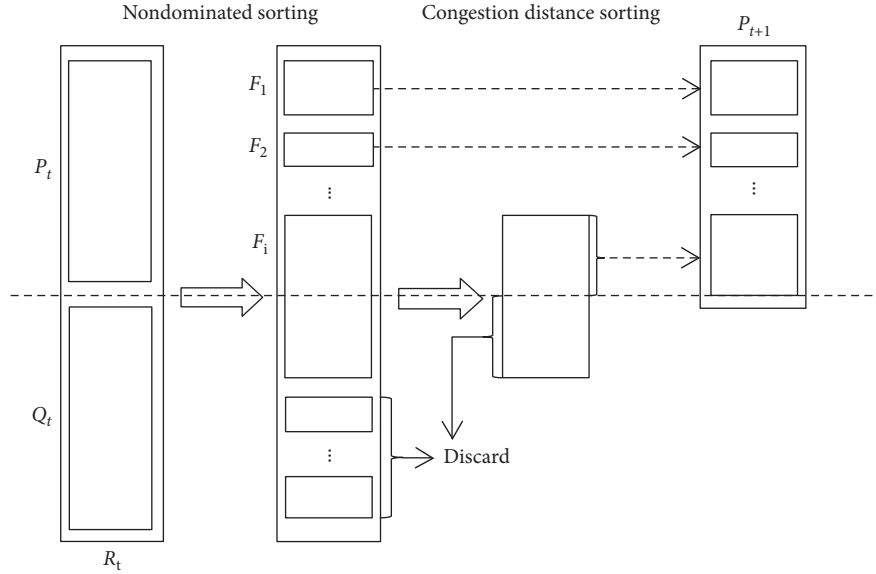 Nondominated sorting
Congestion distance sorting
P_{t+1}
F_1
F_2
P_t
⋮
⋮
F_i
Q_t
⋮
Discard
R_t